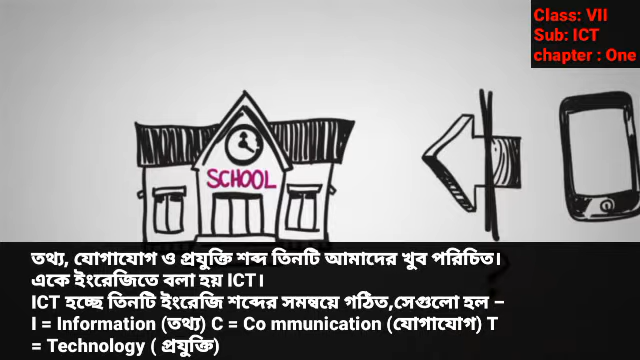 Class: VII
Sub: ICT
chapter : One
SCHOOL
তথ্য, যোগাযোগ ও প্রযুক্তি শব্দ তিনটি আমাদের খুব পরিচিত।
একে ইংরেজিতে বলা হয় ICT।
ICT হচ্ছে তিনটি ইংরেজি শব্দের সমন্বয়ে গঠিত,সেগুলো হল –
I = Information (তথ্য) C = Co mmunication (যোগাযোগ) T
= Technology ( প্রযুক্তি)